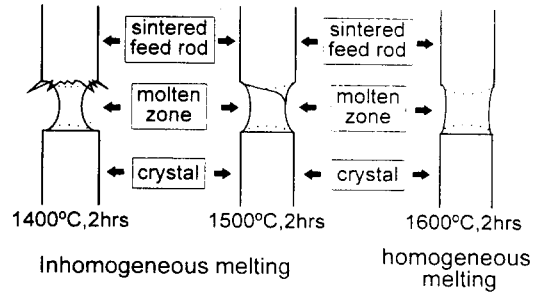 sintered
feed rod
sintered
feed rod
molten
zone
molten
zone
crystal
crystal
1400ºC,2hrs
1500ºC,2hrs
1600ºC,2hrs
Inhomogeneous melting
homogeneous
melting